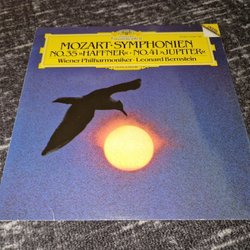 MOZART · SYMPHONIEN
NO.35 »HAFFNER« · NO.41 »JUPITER«
Wiener Philharmoniker · Leonard Bernstein